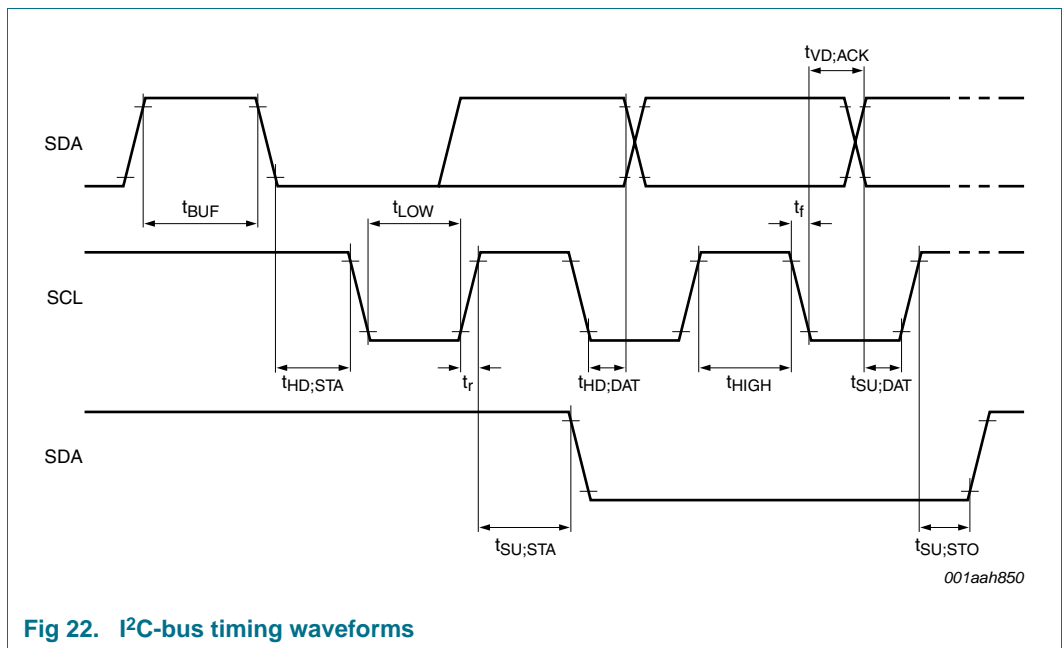 tVD;ACK
SDA
tBUF
tLOW
tf
SCL
tHD;STA
tr
tHD;DAT
tHIGH
tSU;DAT
SDA
tSU;STA
tSU;STO
001aah850
Fig 22. I²C-bus timing waveforms